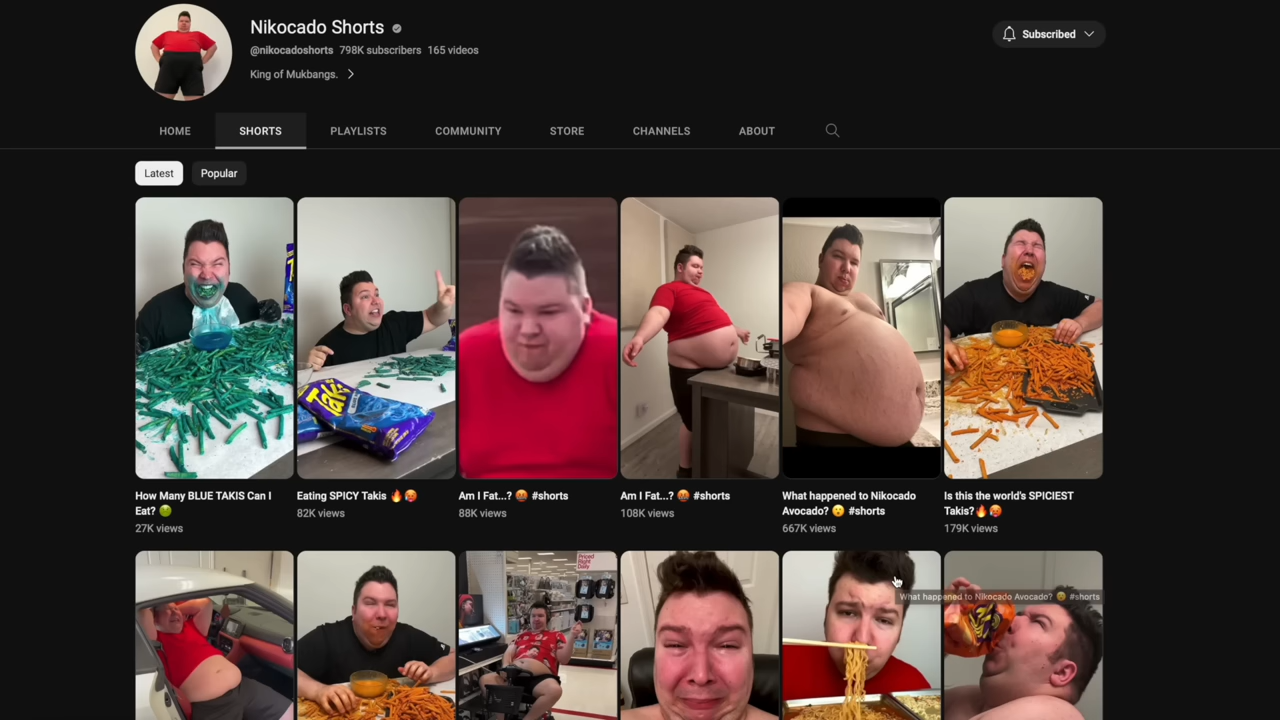 Nikocado Shorts
@nikocadoshorts 798K subscribers 165 videos
King of Mukbangs.
Subscribed
HOME
SHORTS
PLAYLISTS
COMMUNITY
STORE
CHANNELS
ABOUT
Latest
Popular
Takis
How Many BLUE TAKIS Can I
Eat? 🤢
27K views
Eating SPICY Takis 🔥🥵
82K views
Am I Fat...? 🤬 #shorts
88K views
Am I Fat...? 🤬 #shorts
108K views
What happened to Nikocado
Avocado? 😮 #shorts
667K views
Is this the world's SPICIEST
Takis?🔥🥵
179K views
Priced
Right
Daily
What happened to Nikocado Avocado? 😮 #shorts